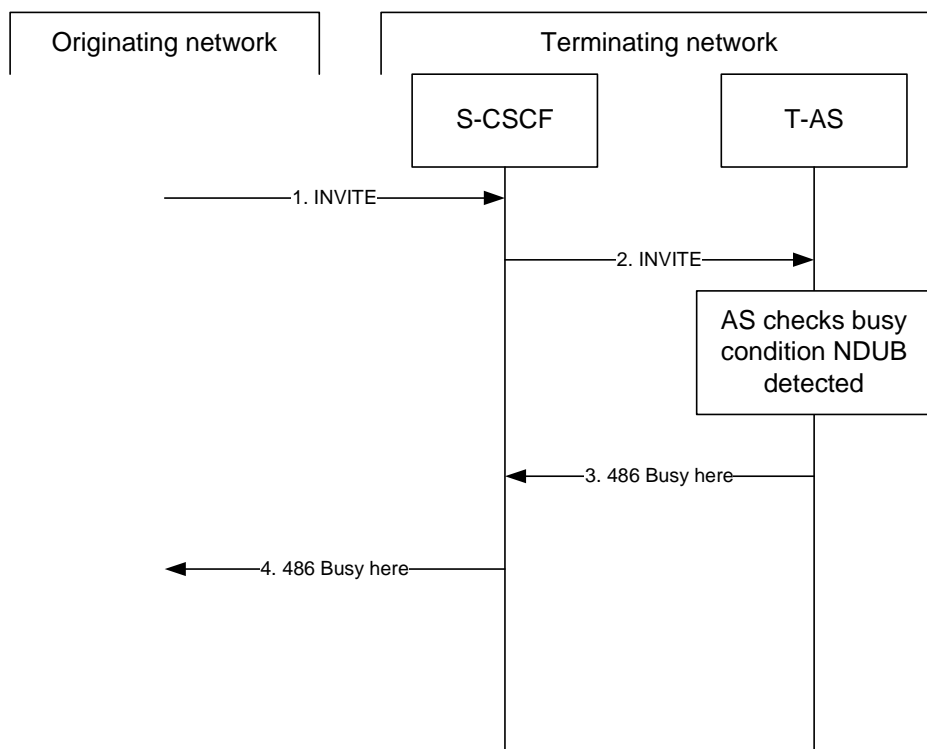 Originating network
Terminating network
S-CSCF
T-AS
1. INVITE
2. INVITE
AS checks busy
condition NDUB
detected
3. 486 Busy here
4. 486 Busy here